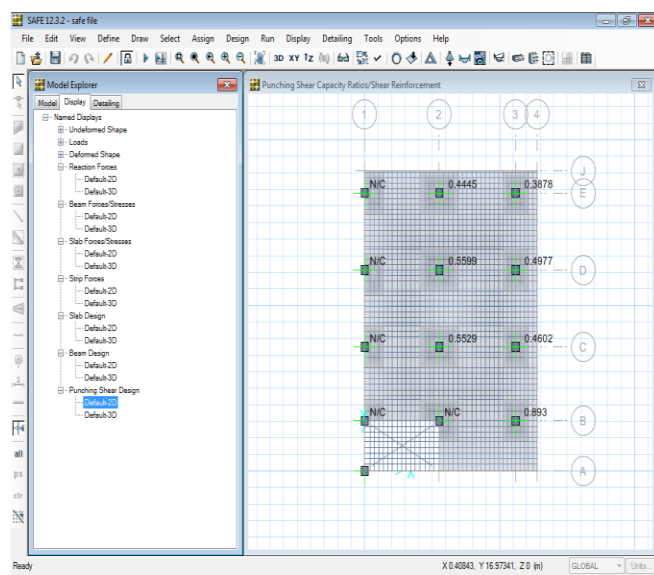 SAFE 12.3.2 - safe file
File Edit View Define Draw Select Assign Design Run Display Detailing Tools Options Help
3D XY
Model Explorer
Model Display Detailing
Named Displays
Undeformed Shape
Loads
Deformed Shape
Reaction Forces
Default-2D
Default-3D
Beam Forces/Stresses
Default-2D
Default-3D
Slab Forces/Stresses
Default-2D
Default-3D
Strip Forces
Default-2D
Default-3D
Slab Design
Default-2D
Default-3D
Beam Design
Default-2D
Default-3D
Punching Shear Design
Default-2D
Default-3D
all
ps
clr
Punching Shear Capacity Ratios/Shear Reinforcement
1 2 3 4
J
N/C 0.4445 0.3878 E
N/C 0.5599 0.4977 D
N/C 0.5529 0.4602 C
N/C N/C 0.893 B
A
Ready X 0.40843, Y 16.97341, Z 0 (m) GLOBAL Units...